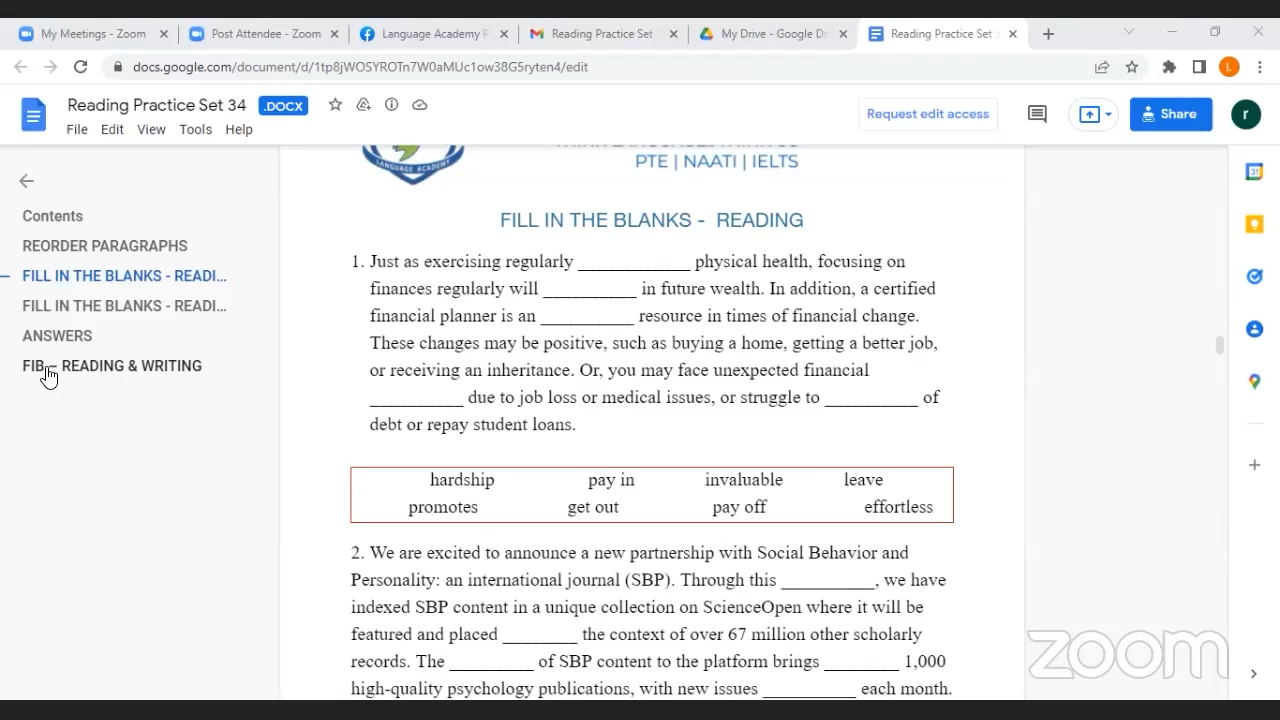 My Meetings - Zoom
Post Attendee - Zoom
Language Academy P
Reading Practice Set
My Drive - Google Dr
Reading Practice Set 3
docs.google.com/document/d/1tp8jWOSYROTn7W0aMUc1ow38G5ryten4/edit
L
Reading Practice Set 34 .DOCX
File Edit View Tools Help
Request edit access
Share
r
LANGUAGE ACADEMY
PTE | NAATI | IELTS
Contents
REORDER PARAGRAPHS
FILL IN THE BLANKS - READI...
FILL IN THE BLANKS - READI...
ANSWERS
FIB – READING & WRITING
FILL IN THE BLANKS - READING
1. Just as exercising regularly ____________ physical health, focusing on
finances regularly will __________ in future wealth. In addition, a certified
financial planner is an __________ resource in times of financial change.
These changes may be positive, such as buying a home, getting a better job,
or receiving an inheritance. Or, you may face unexpected financial
__________ due to job loss or medical issues, or struggle to __________ of
debt or repay student loans.
hardship pay in invaluable leave
promotes get out pay off effortless
2. We are excited to announce a new partnership with Social Behavior and
Personality: an international journal (SBP). Through this __________, we have
indexed SBP content in a unique collection on ScienceOpen where it will be
featured and placed ________ the context of over 67 million other scholarly
records. The _________ of SBP content to the platform brings ________ 1,000
high-quality psychology publications, with new issues __________ each month.
31
zoom